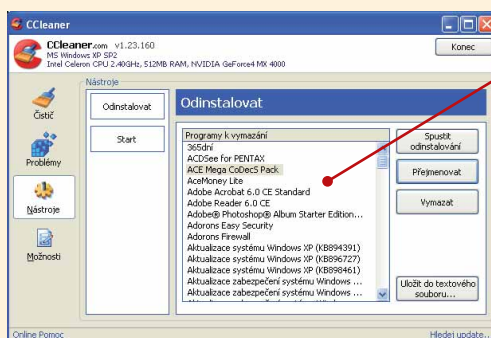 CCleaner
CCleaner.com v1.23.160
MS Windows XP SP2
Intel Celeron CPU 2.40GHz, 512MB RAM, NVIDIA GeForce4 MX 4000
Konec
Nástroje
Čistič
Problémy
Nástroje
Možnosti
Odinstalovat
Start
Odinstalovat
Programy k vymazání
365dní
ACDSee for PENTAX
ACE Mega CoDecS Pack
AceMoney Lite
Adobe Acrobat 6.0 CE Standard
Adobe Reader 6.0 CE
Adobe® Photoshop® Album Starter Edition...
Adorons Easy Security
Adorons Firewall
Aktualizace systému Windows XP (KB894391)
Aktualizace systému Windows XP (KB896727)
Aktualizace systému Windows XP (KB898461)
Aktualizace zabezpečení systému Windows ...
Aktualizace zabezpečení systému Windows ...
Spustit
odinstalování
Přejmenovat
Vymazat
Uložit do textového
souboru...
Online Pomoc
Hledej update...